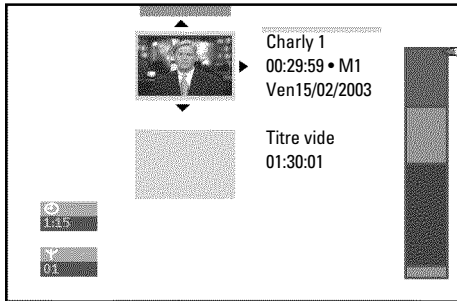 Charly 1
00:29:59 • M1
Ven15/02/2003
Titre vide
01:30:01
1:15
01